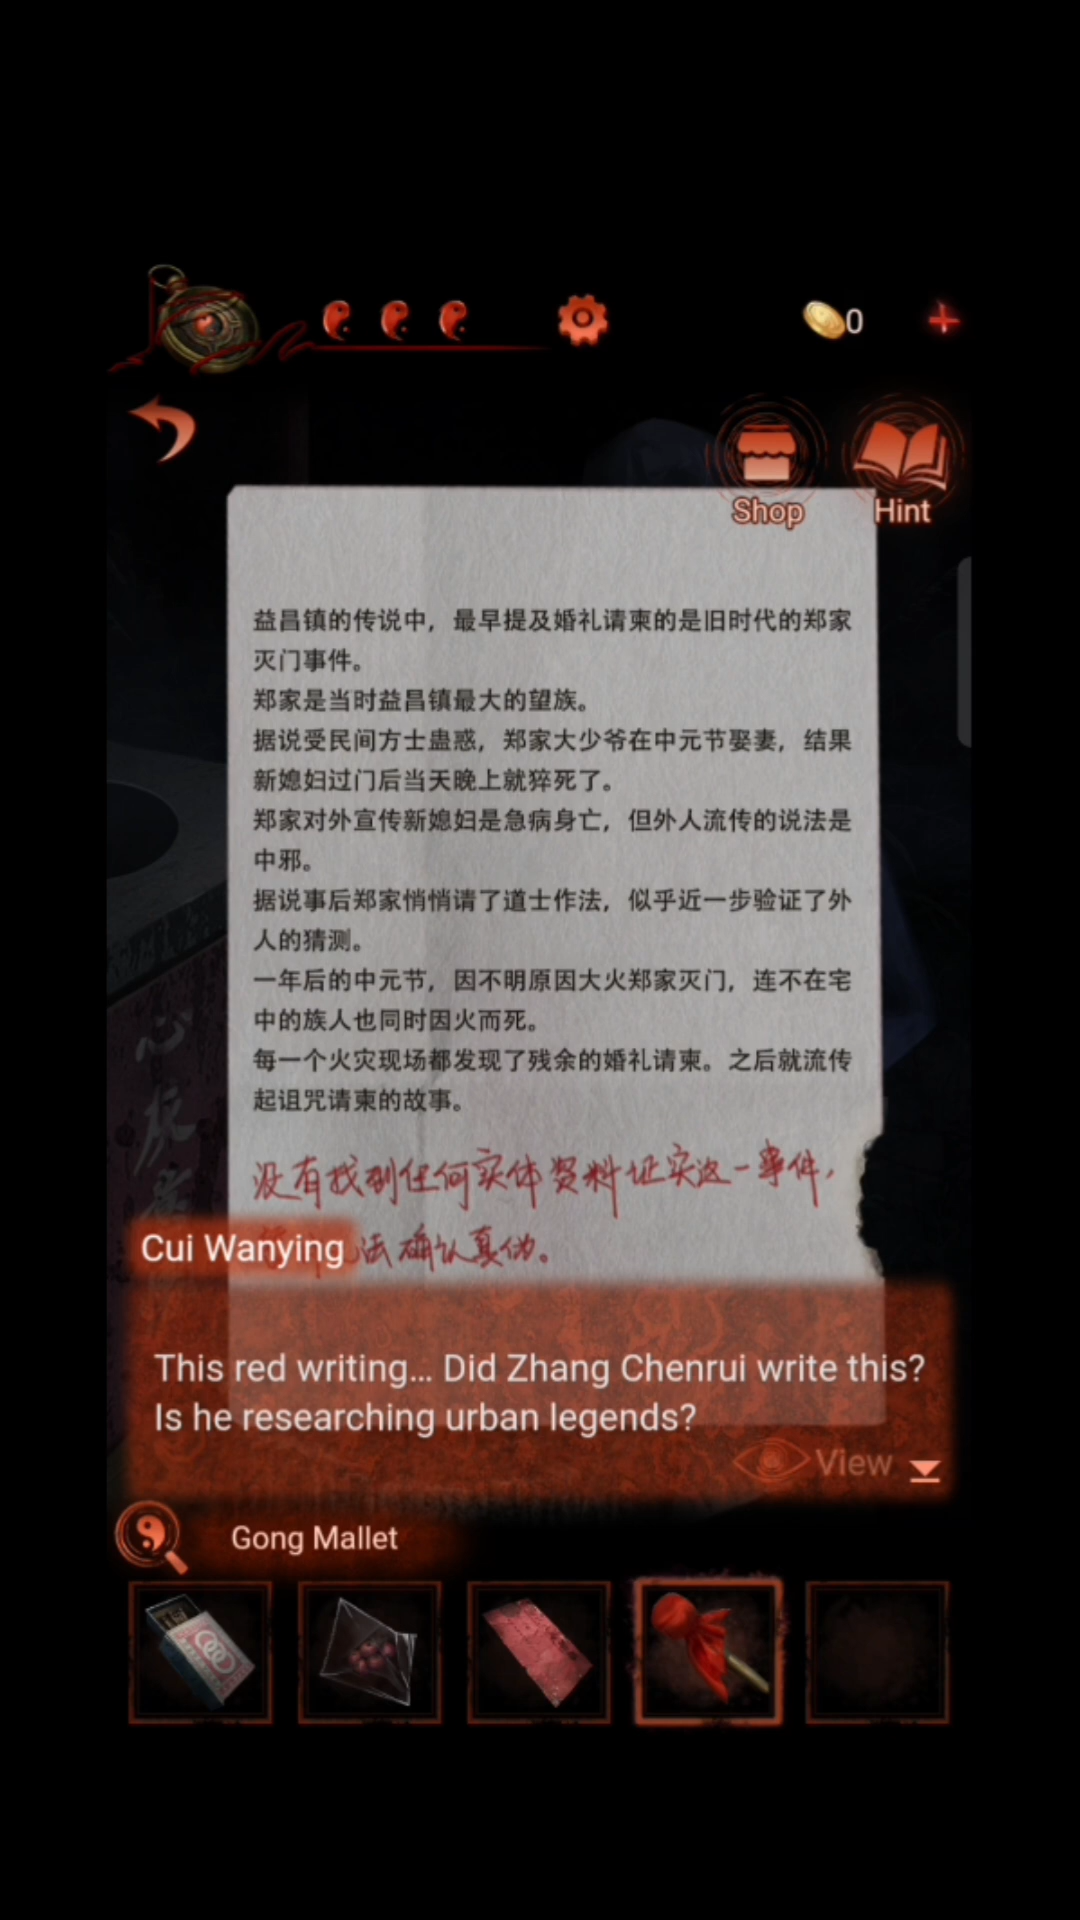 0
Shop
Hint
益昌镇的传说中，最早提及婚礼请柬的是旧时代的郑家
灭门事件。
郑家是当时益昌镇最大的望族。
据说受民间方士蛊惑，郑家大少爷在中元节娶妻，结果
新媳妇过门后当天晚上就猝死了。
郑家对外宣传新媳妇是急病身亡，但外人流传的说法是
中邪。
据说事后郑家悄悄请了道士作法，似乎近一步验证了外
人的猜测。
一年后的中元节，因不明原因大火郑家灭门，连不在宅
中的族人也同时因火而死。
每一个火灾现场都发现了残余的婚礼请柬。之后就流传
起诅咒请柬的故事。
没有找到任何实体资料证实这一事件，
法确认真伪。
Cui Wanying
This red writing... Did Zhang Chenrui write this?
Is he researching urban legends?
View
Gong Mallet